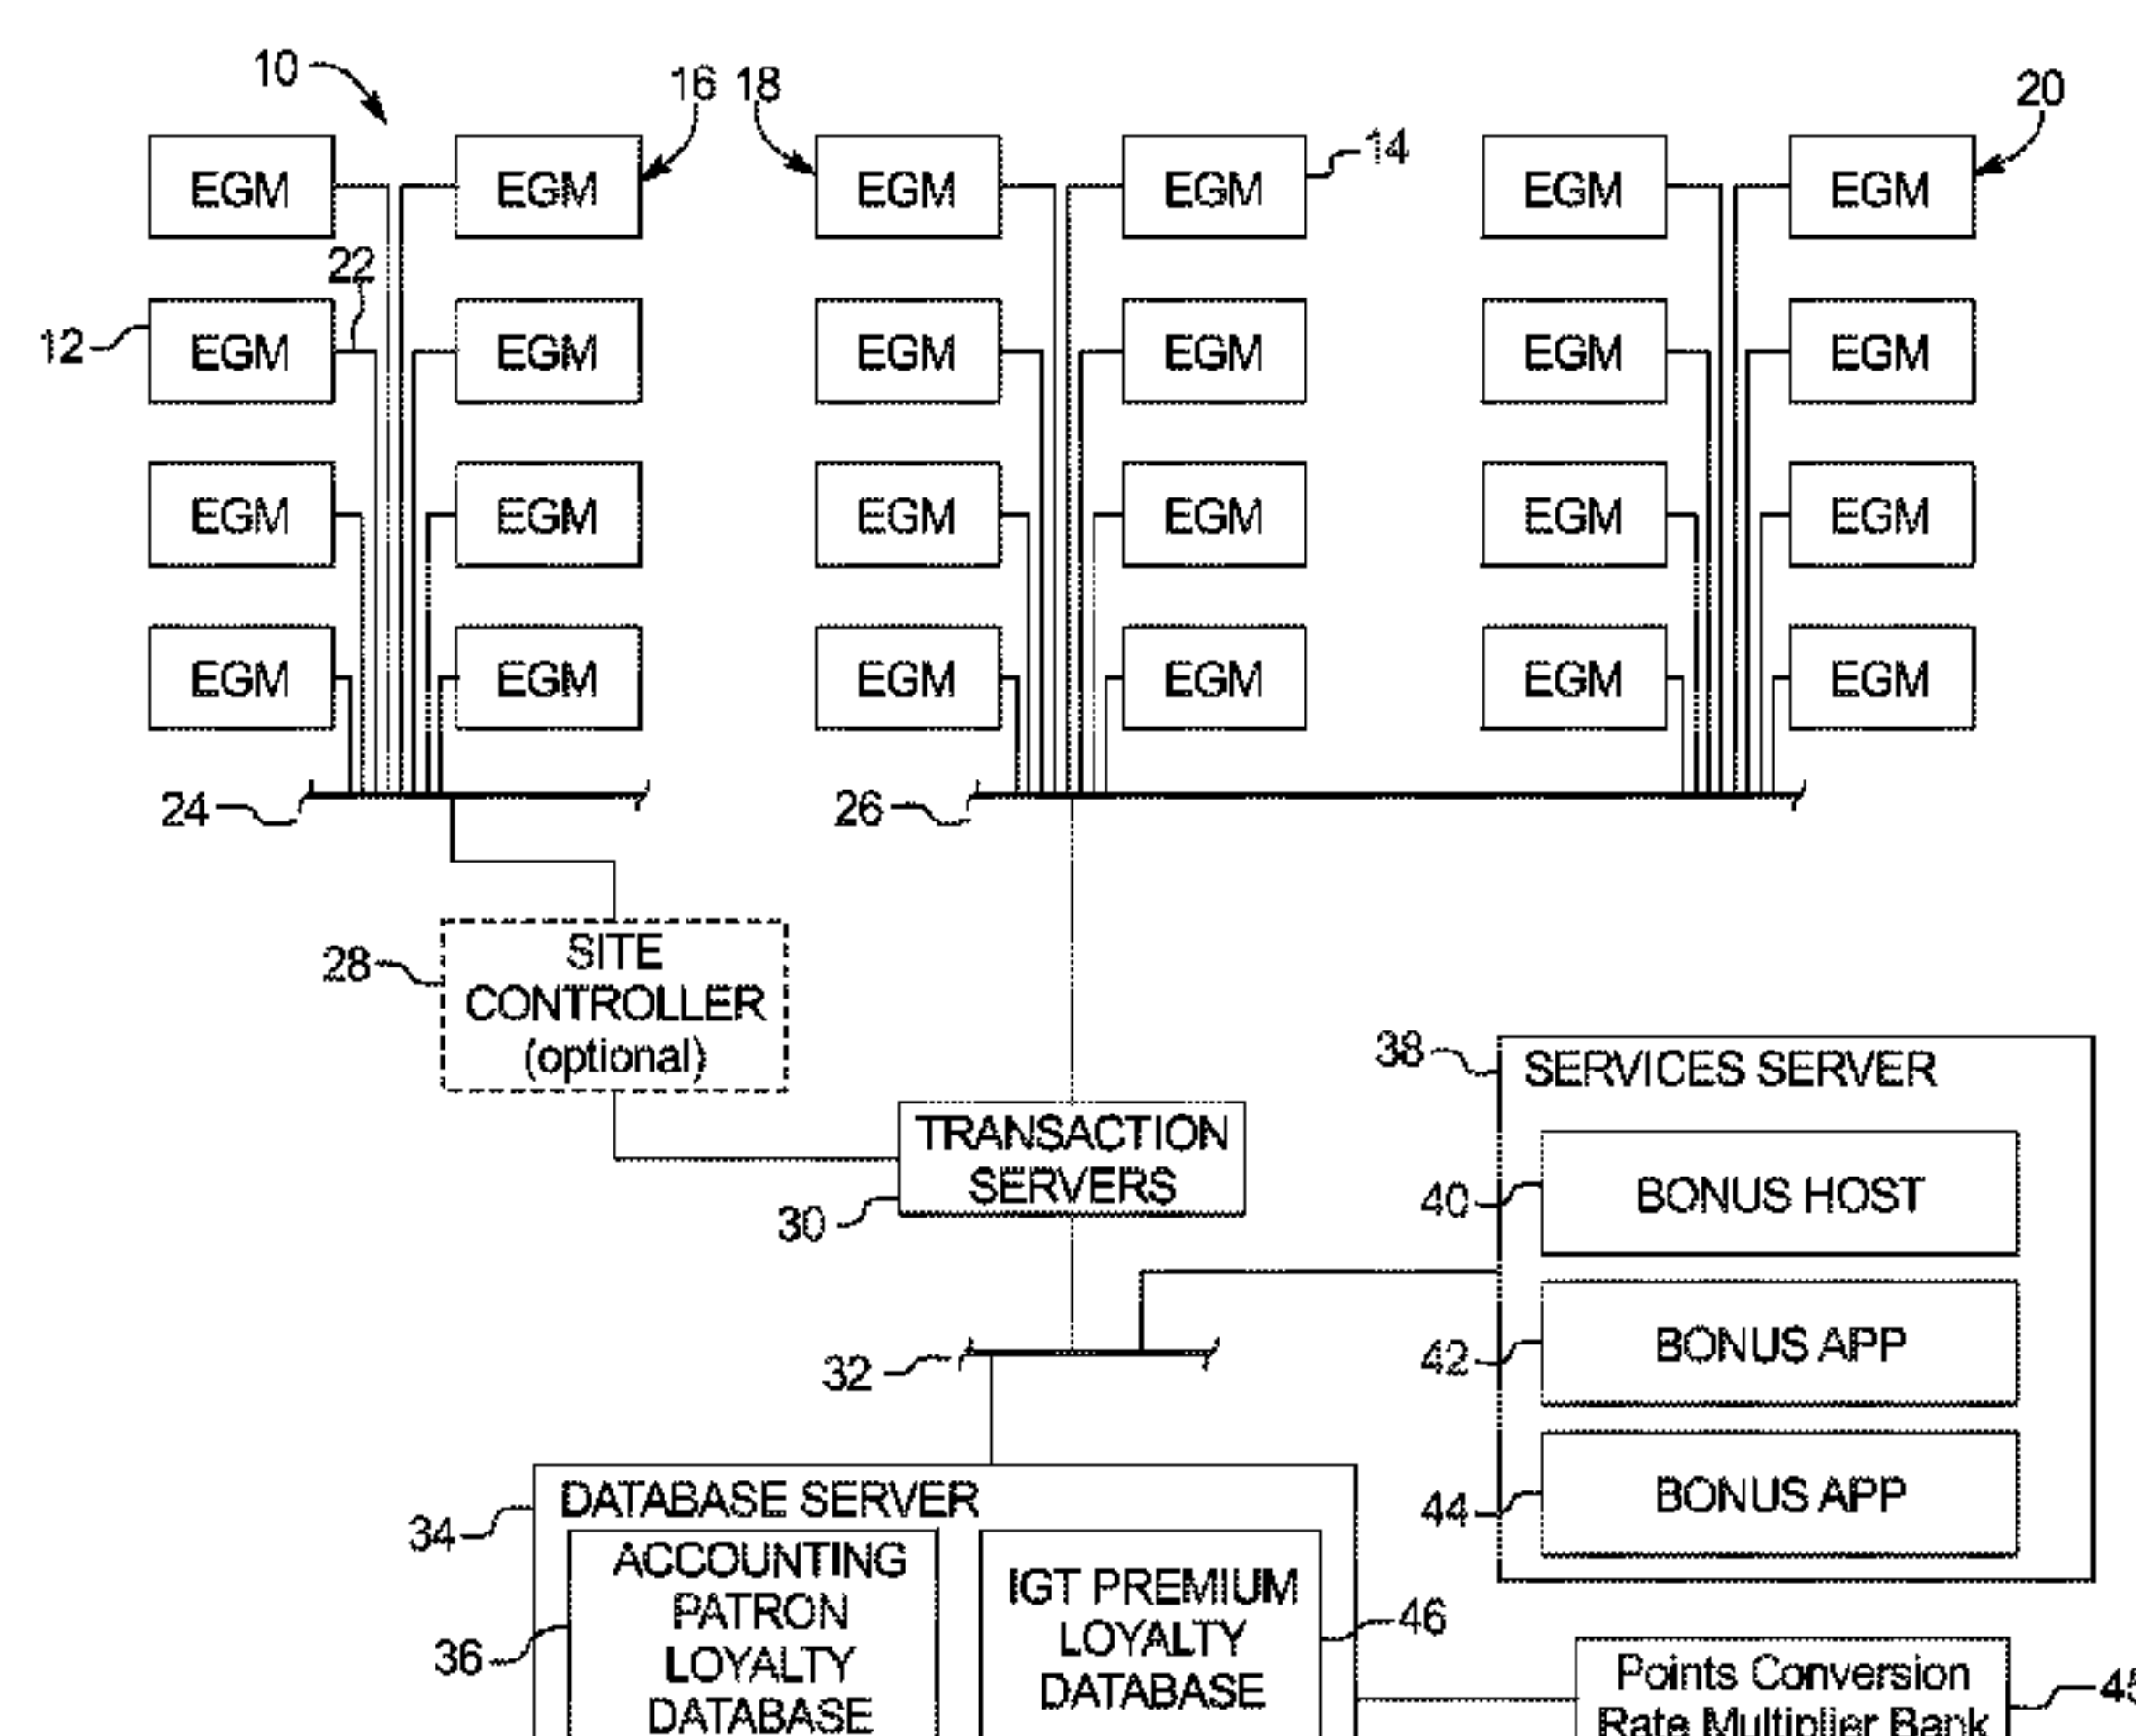 10
16 18
20
14
EGM EGM EGM EGM EGM EGM
22
12
EGM EGM EGM EGM EGM EGM
EGM EGM EGM EGM EGM EGM
EGM EGM EGM EGM EGM EGM
24
26
28
SITE
CONTROLLER
(optional)
38
SERVICES SERVER
TRANSACTION
SERVERS
30
40
BONUS HOST
32
42
BONUS APP
44
BONUS APP
34
DATABASE SERVER
36
ACCOUNTING
PATRON
LOYALTY
DATABASE
IGT PREMIUM
LOYALTY
DATABASE
46
Points Conversion
Rate Multiplier Bank
45